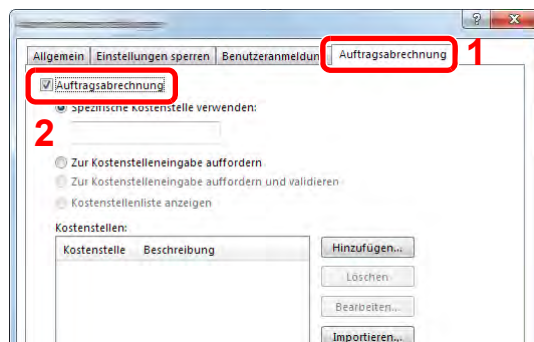 Allgemein Einstellungen sperren Benutzeranmeldun Auftragsabrechnung 1
Auftragsabrechnung
Spezifische Kostenstelle verwenden:
2
Zur Kostenstelleneingabe auffordern
Zur Kostenstelleneingabe auffordern und validieren
Kostenstellenliste anzeigen
Kostenstellen:
Kostenstelle Beschreibung
Hinzufügen...
Löschen
Bearbeiten...
Importieren...